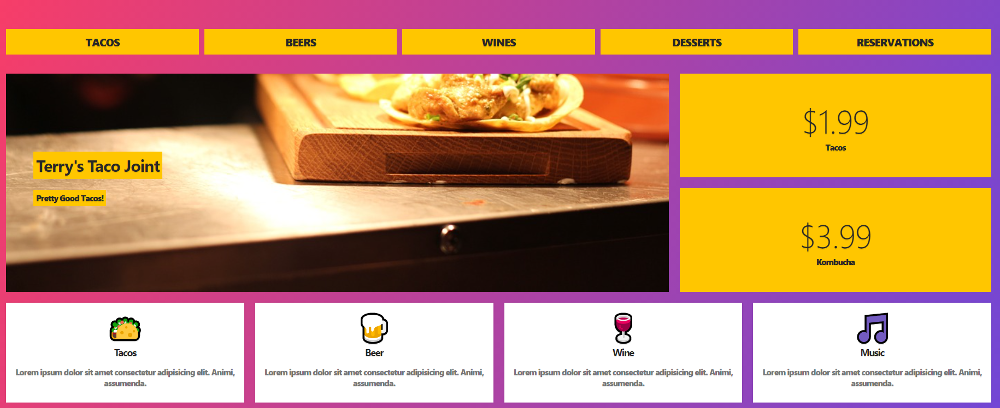 TACOS
BEERS
WINES
DESSERTS
RESERVATIONS
Terry's Taco Joint
Pretty Good Tacos!
$1.99
Tacos
$3.99
Kombucha
Tacos
Lorem ipsum dolor sit amet consectetur adipisicing elit. Animi,
assumenda.
Beer
Lorem ipsum dolor sit amet consectetur adipisicing elit. Animi,
assumenda.
Wine
Lorem ipsum dolor sit amet consectetur adipisicing elit. Animi,
assumenda.
Music
Lorem ipsum dolor sit amet consectetur adipisicing elit. Animi,
assumenda.